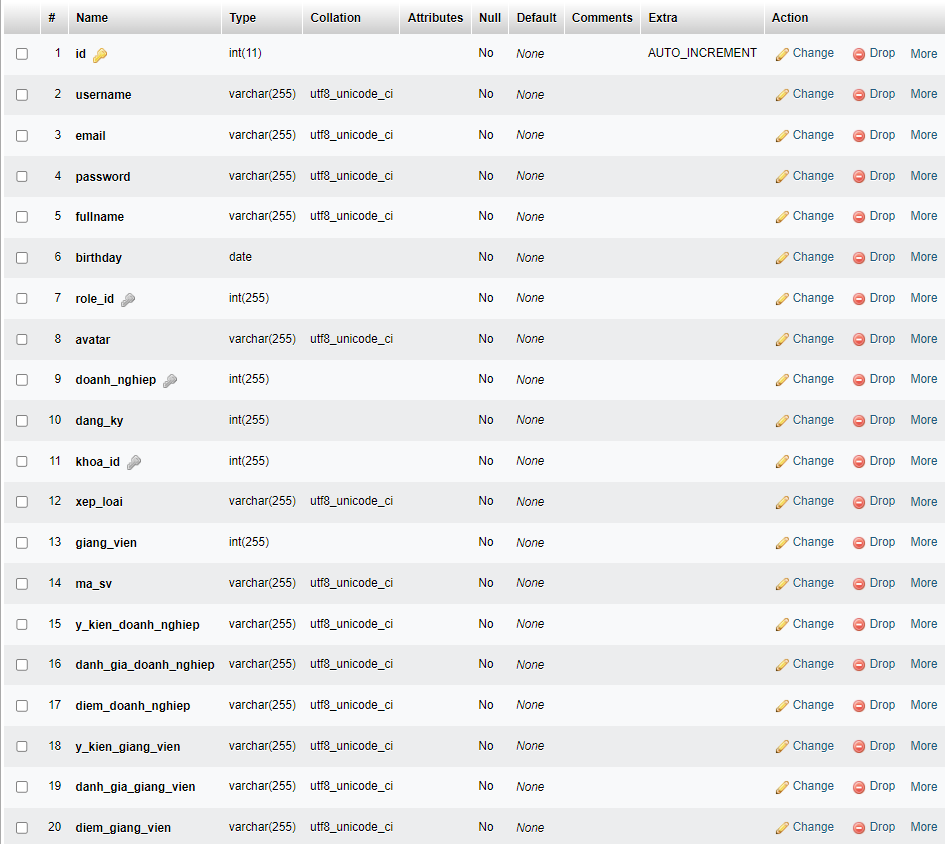 # Name Type Collation Attributes Null Default Comments Extra Action
1 id int(11) No None AUTO_INCREMENT Change Drop More
2 username varchar(255) utf8_unicode_ci No None Change Drop More
3 email varchar(255) utf8_unicode_ci No None Change Drop More
4 password varchar(255) utf8_unicode_ci No None Change Drop More
5 fullname varchar(255) utf8_unicode_ci No None Change Drop More
6 birthday date No None Change Drop More
7 role_id int(255) No None Change Drop More
8 avatar varchar(255) utf8_unicode_ci No None Change Drop More
9 doanh_nghiep int(255) No None Change Drop More
10 dang_ky int(255) No None Change Drop More
11 khoa_id int(255) No None Change Drop More
12 xep_loai varchar(255) utf8_unicode_ci No None Change Drop More
13 giang_vien int(255) No None Change Drop More
14 ma_sv varchar(255) utf8_unicode_ci No None Change Drop More
15 y_kien_doanh_nghiep varchar(255) utf8_unicode_ci No None Change Drop More
16 danh_gia_doanh_nghiep varchar(255) utf8_unicode_ci No None Change Drop More
17 diem_doanh_nghiep varchar(255) utf8_unicode_ci No None Change Drop More
18 y_kien_giang_vien varchar(255) utf8_unicode_ci No None Change Drop More
19 danh_gia_giang_vien varchar(255) utf8_unicode_ci No None Change Drop More
20 diem_giang_vien varchar(255) utf8_unicode_ci No None Change Drop More